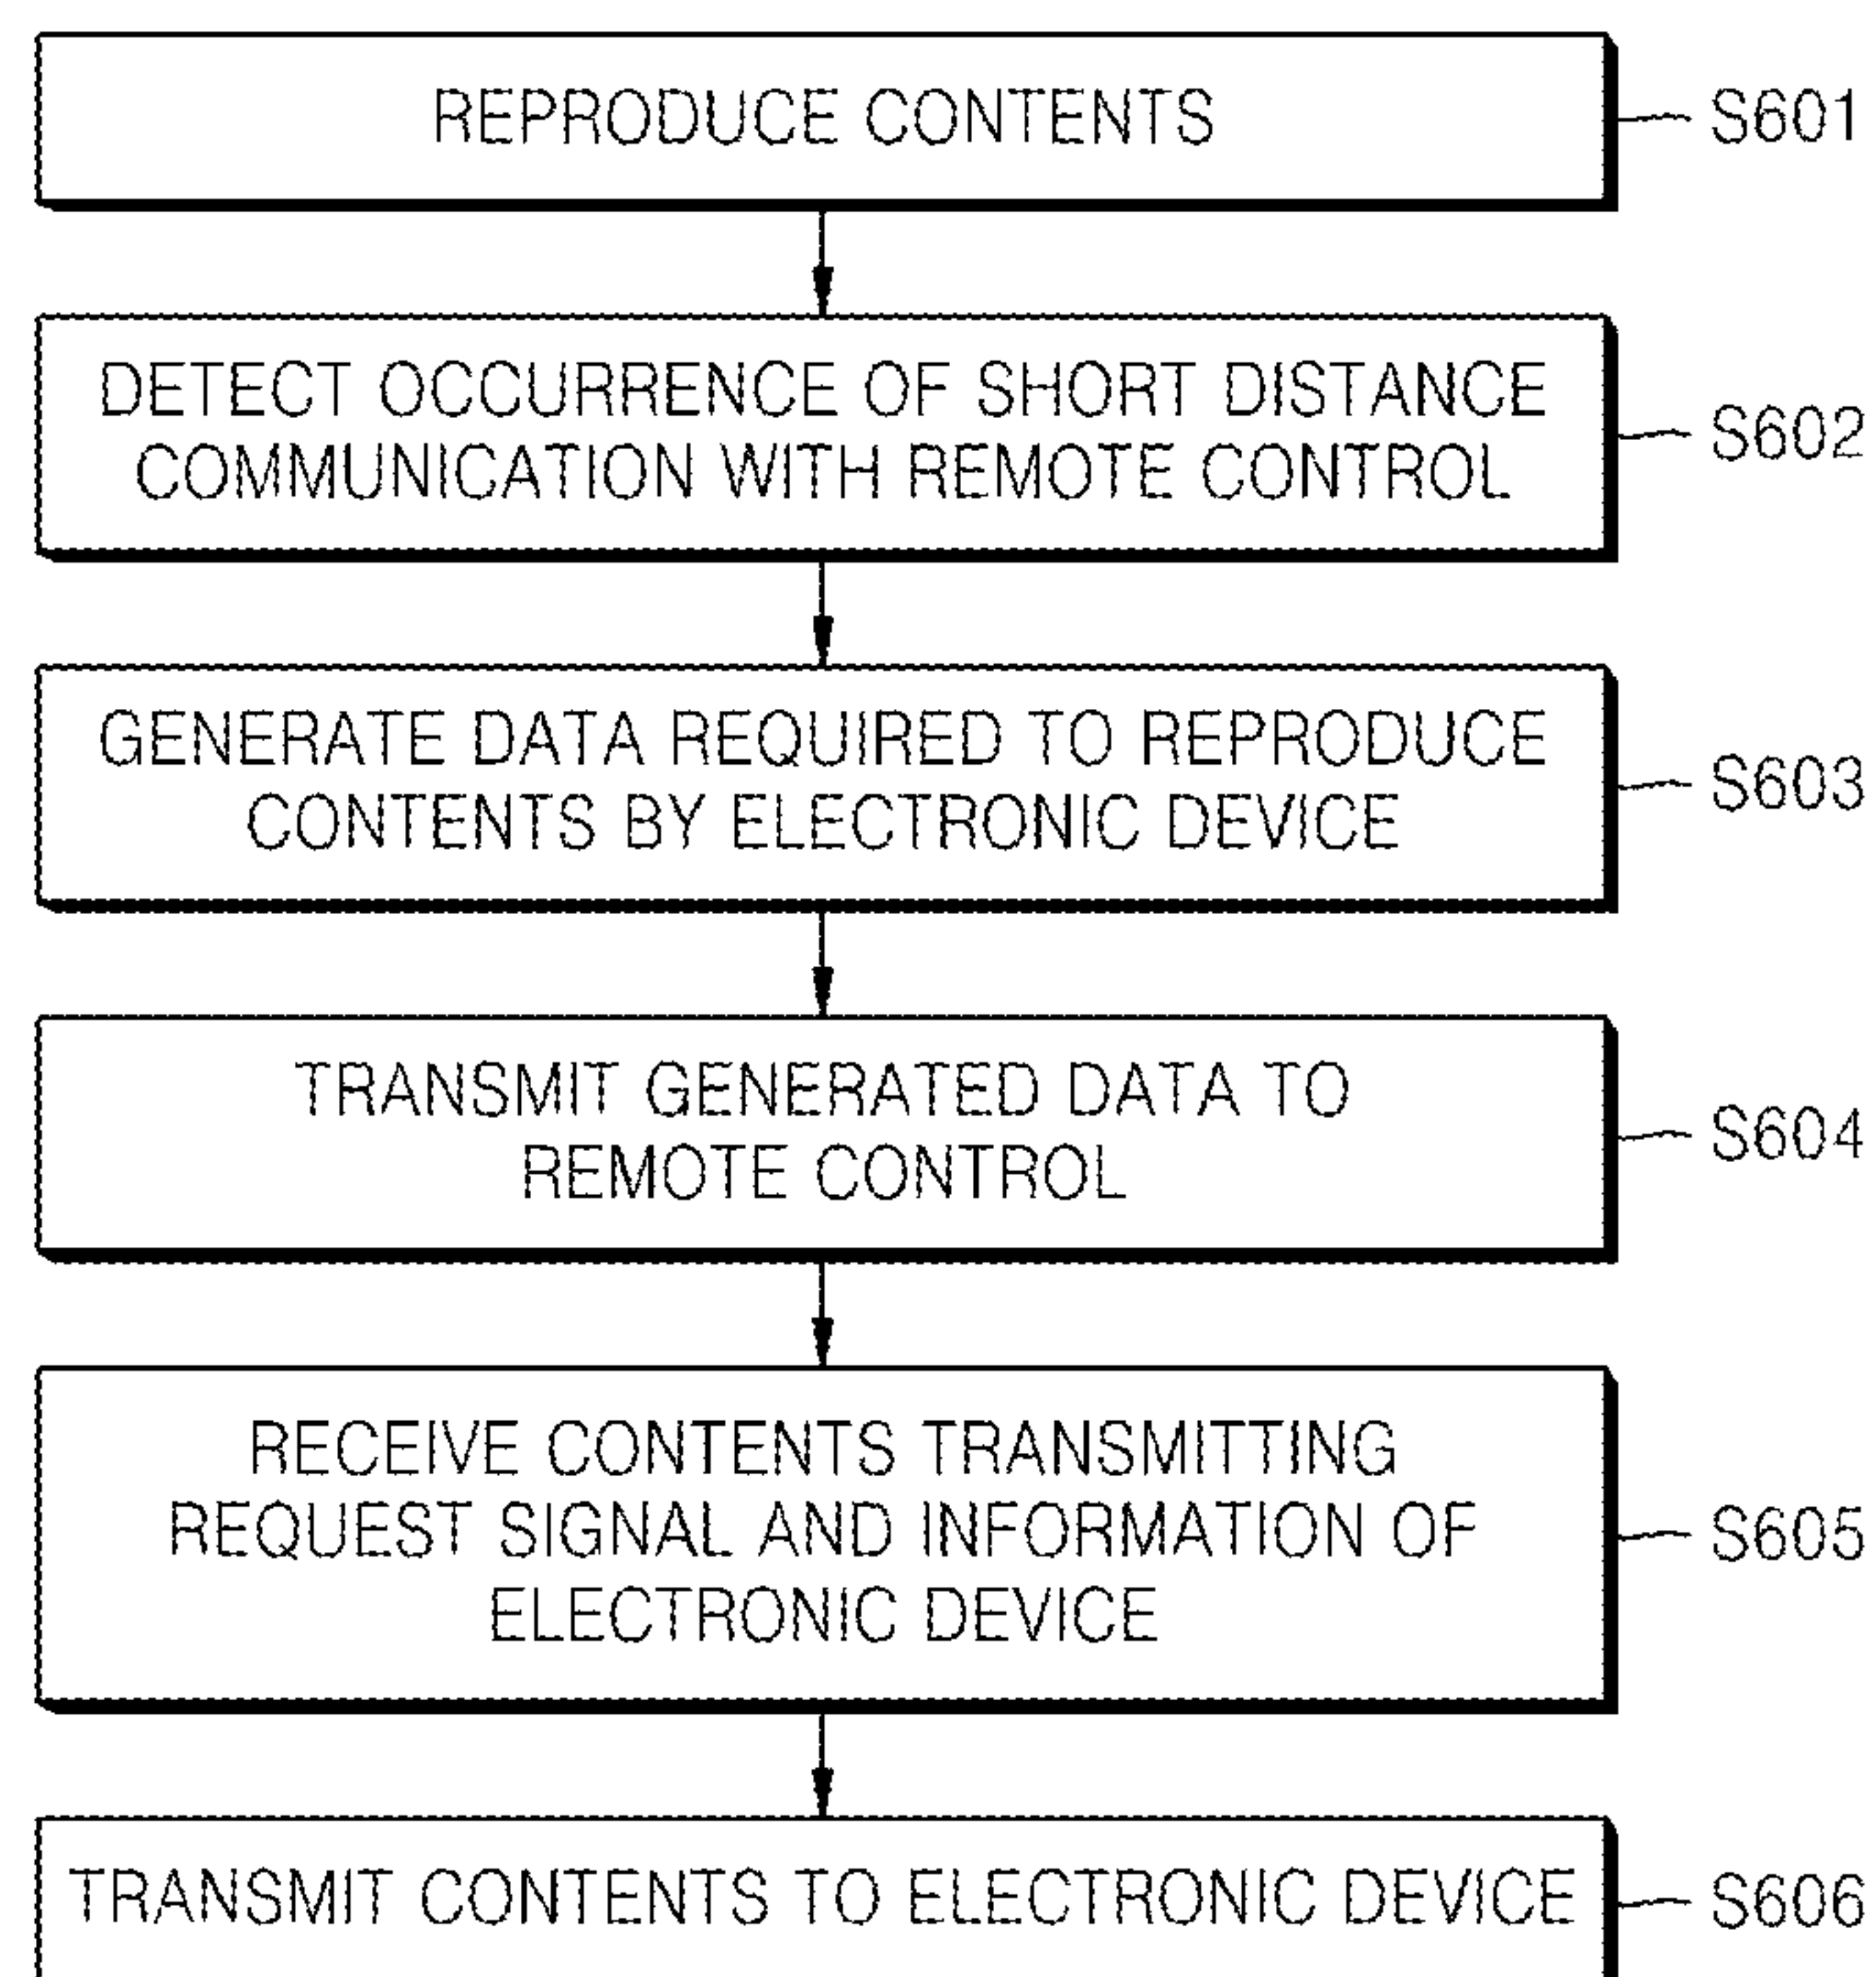 REPRODUCE CONTENTS
S601
DETECT OCCURRENCE OF SHORT DISTANCE
COMMUNICATION WITH REMOTE CONTROL
S602
GENERATE DATA REQUIRED TO REPRODUCE
CONTENTS BY ELECTRONIC DEVICE
S603
TRANSMIT GENERATED DATA TO
REMOTE CONTROL
S604
RECEIVE CONTENTS TRANSMITTING
REQUEST SIGNAL AND INFORMATION OF
ELECTRONIC DEVICE
S605
TRANSMIT CONTENTS TO ELECTRONIC DEVICE
S606